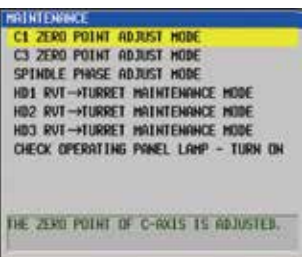 MAINTENANCE
C1 ZERO POINT ADJUST MODE
C3 ZERO POINT ADJUST MODE
SPINDLE PHASE ADJUST MODE
HD1 RVT→TURRET MAINTENANCE MODE
HD2 RVT→TURRET MAINTENANCE MODE
HD3 RVT→TURRET MAINTENANCE MODE
CHECK OPERATING PANEL LAMP - TURN ON
THE ZERO POINT OF C-AXIS IS ADJUSTED.